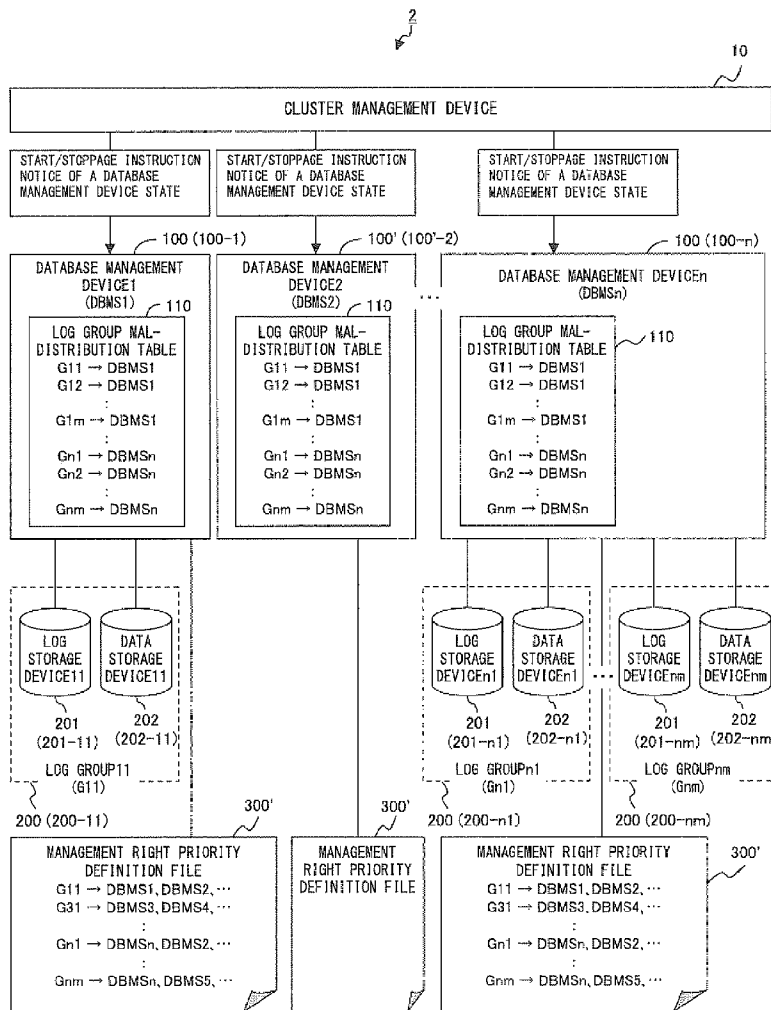 2
10
CLUSTER MANAGEMENT DEVICE
START/STOPPAGE INSTRUCTION
NOTICE OF A DATABASE
MANAGEMENT DEVICE STATE
START/STOPPAGE INSTRUCTION
NOTICE OF A DATABASE
MANAGEMENT DEVICE STATE
START/STOPPAGE INSTRUCTION
NOTICE OF A DATABASE
MANAGEMENT DEVICE STATE
100 (100-1)
100' (100'-2)
100 (100-n)
DATABASE MANAGEMENT
DEVICE1
(DBMS1)
110
LOG GROUP MAL-
DISTRIBUTION TABLE
G11 → DBMS1
G12 → DBMS1
:
G1m → DBMS1
:
Gn1 → DBMSn
Gn2 → DBMSn
:
Gnm → DBMSn
DATABASE MANAGEMENT
DEVICE2
(DBMS2)
110
LOG GROUP MAL-
DISTRIBUTION TABLE
G11 → DBMS1
G12 → DBMS1
:
G1m → DBMS1
:
Gn1 → DBMSn
Gn2 → DBMSn
:
Gnm → DBMSn
...
DATABASE MANAGEMENT DEVICEn
(DBMSn)
110
LOG GROUP MAL-
DISTRIBUTION TABLE
G11 → DBMS1
G12 → DBMS1
:
G1m → DBMS1
:
Gn1 → DBMSn
Gn2 → DBMSn
:
Gnm → DBMSn
LOG
STORAGE
DEVICE11
DATA
STORAGE
DEVICE11
201
(201-11)
202
(202-11)
LOG GROUP11
(G11)
200 (200-11)
LOG
STORAGE
DEVICEn1
DATA
STORAGE
DEVICEn1
201
(201-n1)
202
(202-n1)
LOG GROUPn1
(Gn1)
200 (200-n1)
...
LOG
STORAGE
DEVICEnm
DATA
STORAGE
DEVICEnm
201
(201-nm)
202
(202-nm)
LOG GROUPnm
(Gnm)
200 (200-nm)
300'
MANAGEMENT RIGHT PRIORITY
DEFINITION FILE
G11 → DBMS1, DBMS2, ...
G31 → DBMS3, DBMS4, ...
:
Gn1 → DBMSn, DBMS2, ...
:
Gnm → DBMSn, DBMS5, ...
300'
MANAGEMENT
RIGHT PRIORITY
DEFINITION FILE
300'
MANAGEMENT RIGHT PRIORITY
DEFINITION FILE
G11 → DBMS1, DBMS2, ...
G31 → DBMS3, DBMS4, ...
:
Gn1 → DBMSn, DBMS2, ...
:
Gnm → DBMSn, DBMS5, ...